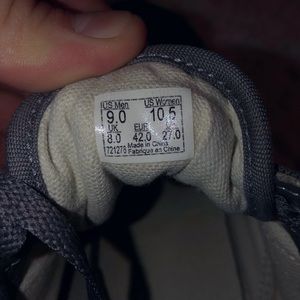 US Men US Women
9.0 10.5
UK EUR
8.0 42.0 27.0
721278 Made in China
Fabriqué en Chine